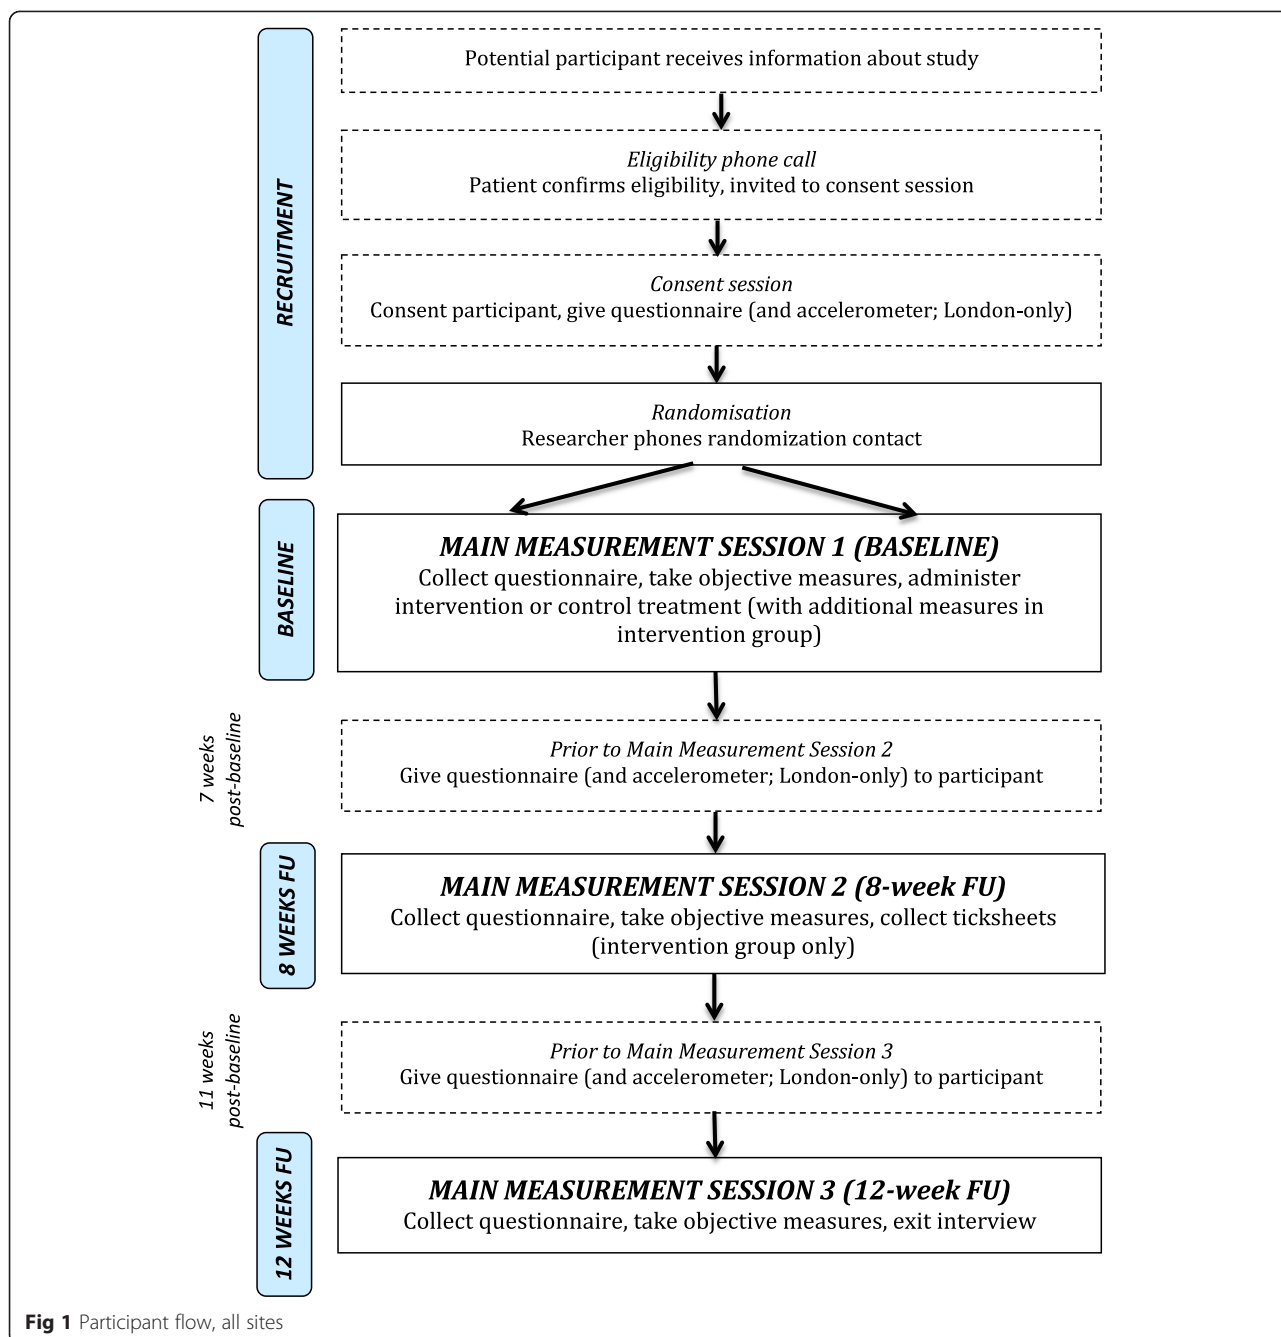 RECRUITMENT
Potential participant receives information about study
Eligibility phone call
Patient confirms eligibility, invited to consent session
Consent session
Consent participant, give questionnaire (and accelerometer; London-only)
Randomisation
Researcher phones randomization contact
BASELINE
MAIN MEASUREMENT SESSION 1 (BASELINE)
Collect questionnaire, take objective measures, administer
intervention or control treatment (with additional measures in
intervention group)
7 weeks
post-baseline
Prior to Main Measurement Session 2
Give questionnaire (and accelerometer; London-only) to participant
8 WEEKS FU
MAIN MEASUREMENT SESSION 2 (8-week FU)
Collect questionnaire, take objective measures, collect ticksheets
(intervention group only)
11 weeks
post-baseline
Prior to Main Measurement Session 3
Give questionnaire (and accelerometer; London-only) to participant
12 WEEKS FU
MAIN MEASUREMENT SESSION 3 (12-week FU)
Collect questionnaire, take objective measures, exit interview
Fig 1 Participant flow, all sites